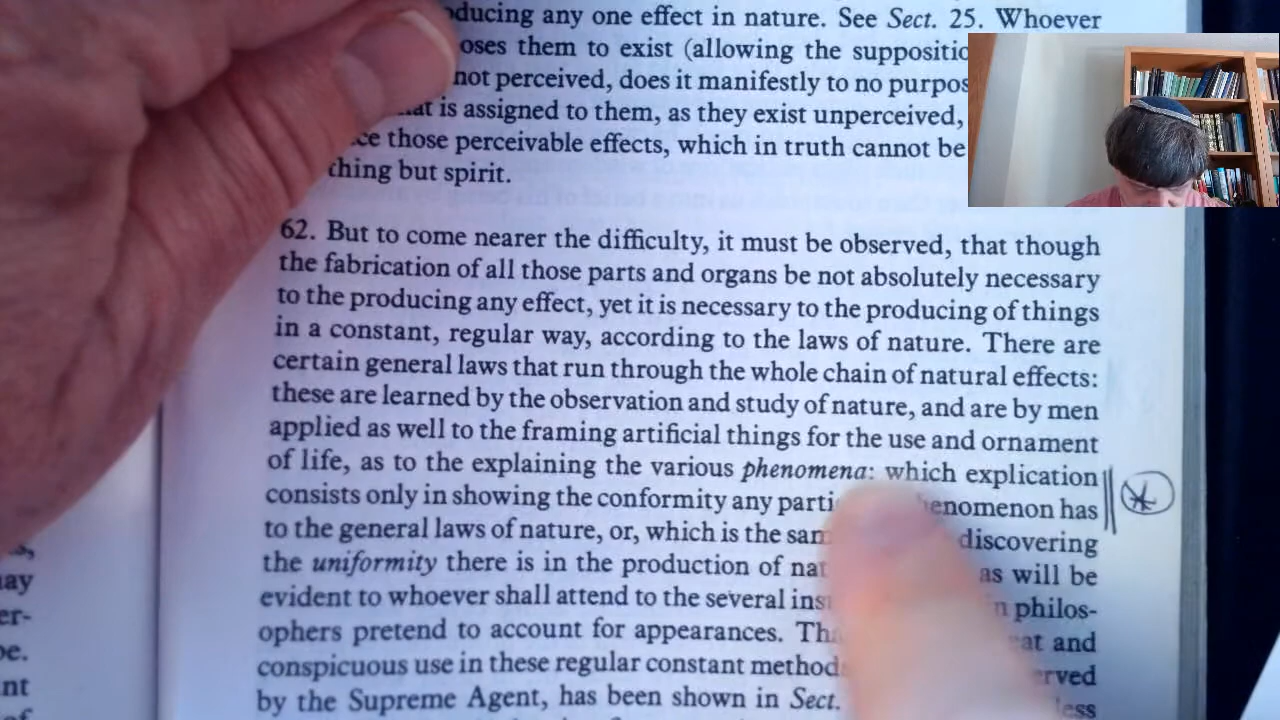 ducing any one effect in nature. See Sect. 25. Whoever
oses them to exist (allowing the suppositio
not perceived, does it manifestly to no purpos
at is assigned to them, as they exist unperceived,
ce those perceivable effects, which in truth cannot be
thing but spirit.
62. But to come nearer the difficulty, it must be observed, that though
the fabrication of all those parts and organs be not absolutely necessary
to the producing any effect, yet it is necessary to the producing of things
in a constant, regular way, according to the laws of nature. There are
certain general laws that run through the whole chain of natural effects:
these are learned by the observation and study of nature, and are by men
applied as well to the framing artificial things for the use and ornament
of life, as to the explaining the various phenomena: which explication
consists only in showing the conformity any parti enomenon has
to the general laws of nature, or, which is the sam discovering
the uniformity there is in the production of nat as will be
evident to whoever shall attend to the several ins n philos-
ophers pretend to account for appearances. Th at and
conspicuous use in these regular constant method rved
by the Supreme Agent, has been shown in Sect. less
ay
er-
be.
nt
of